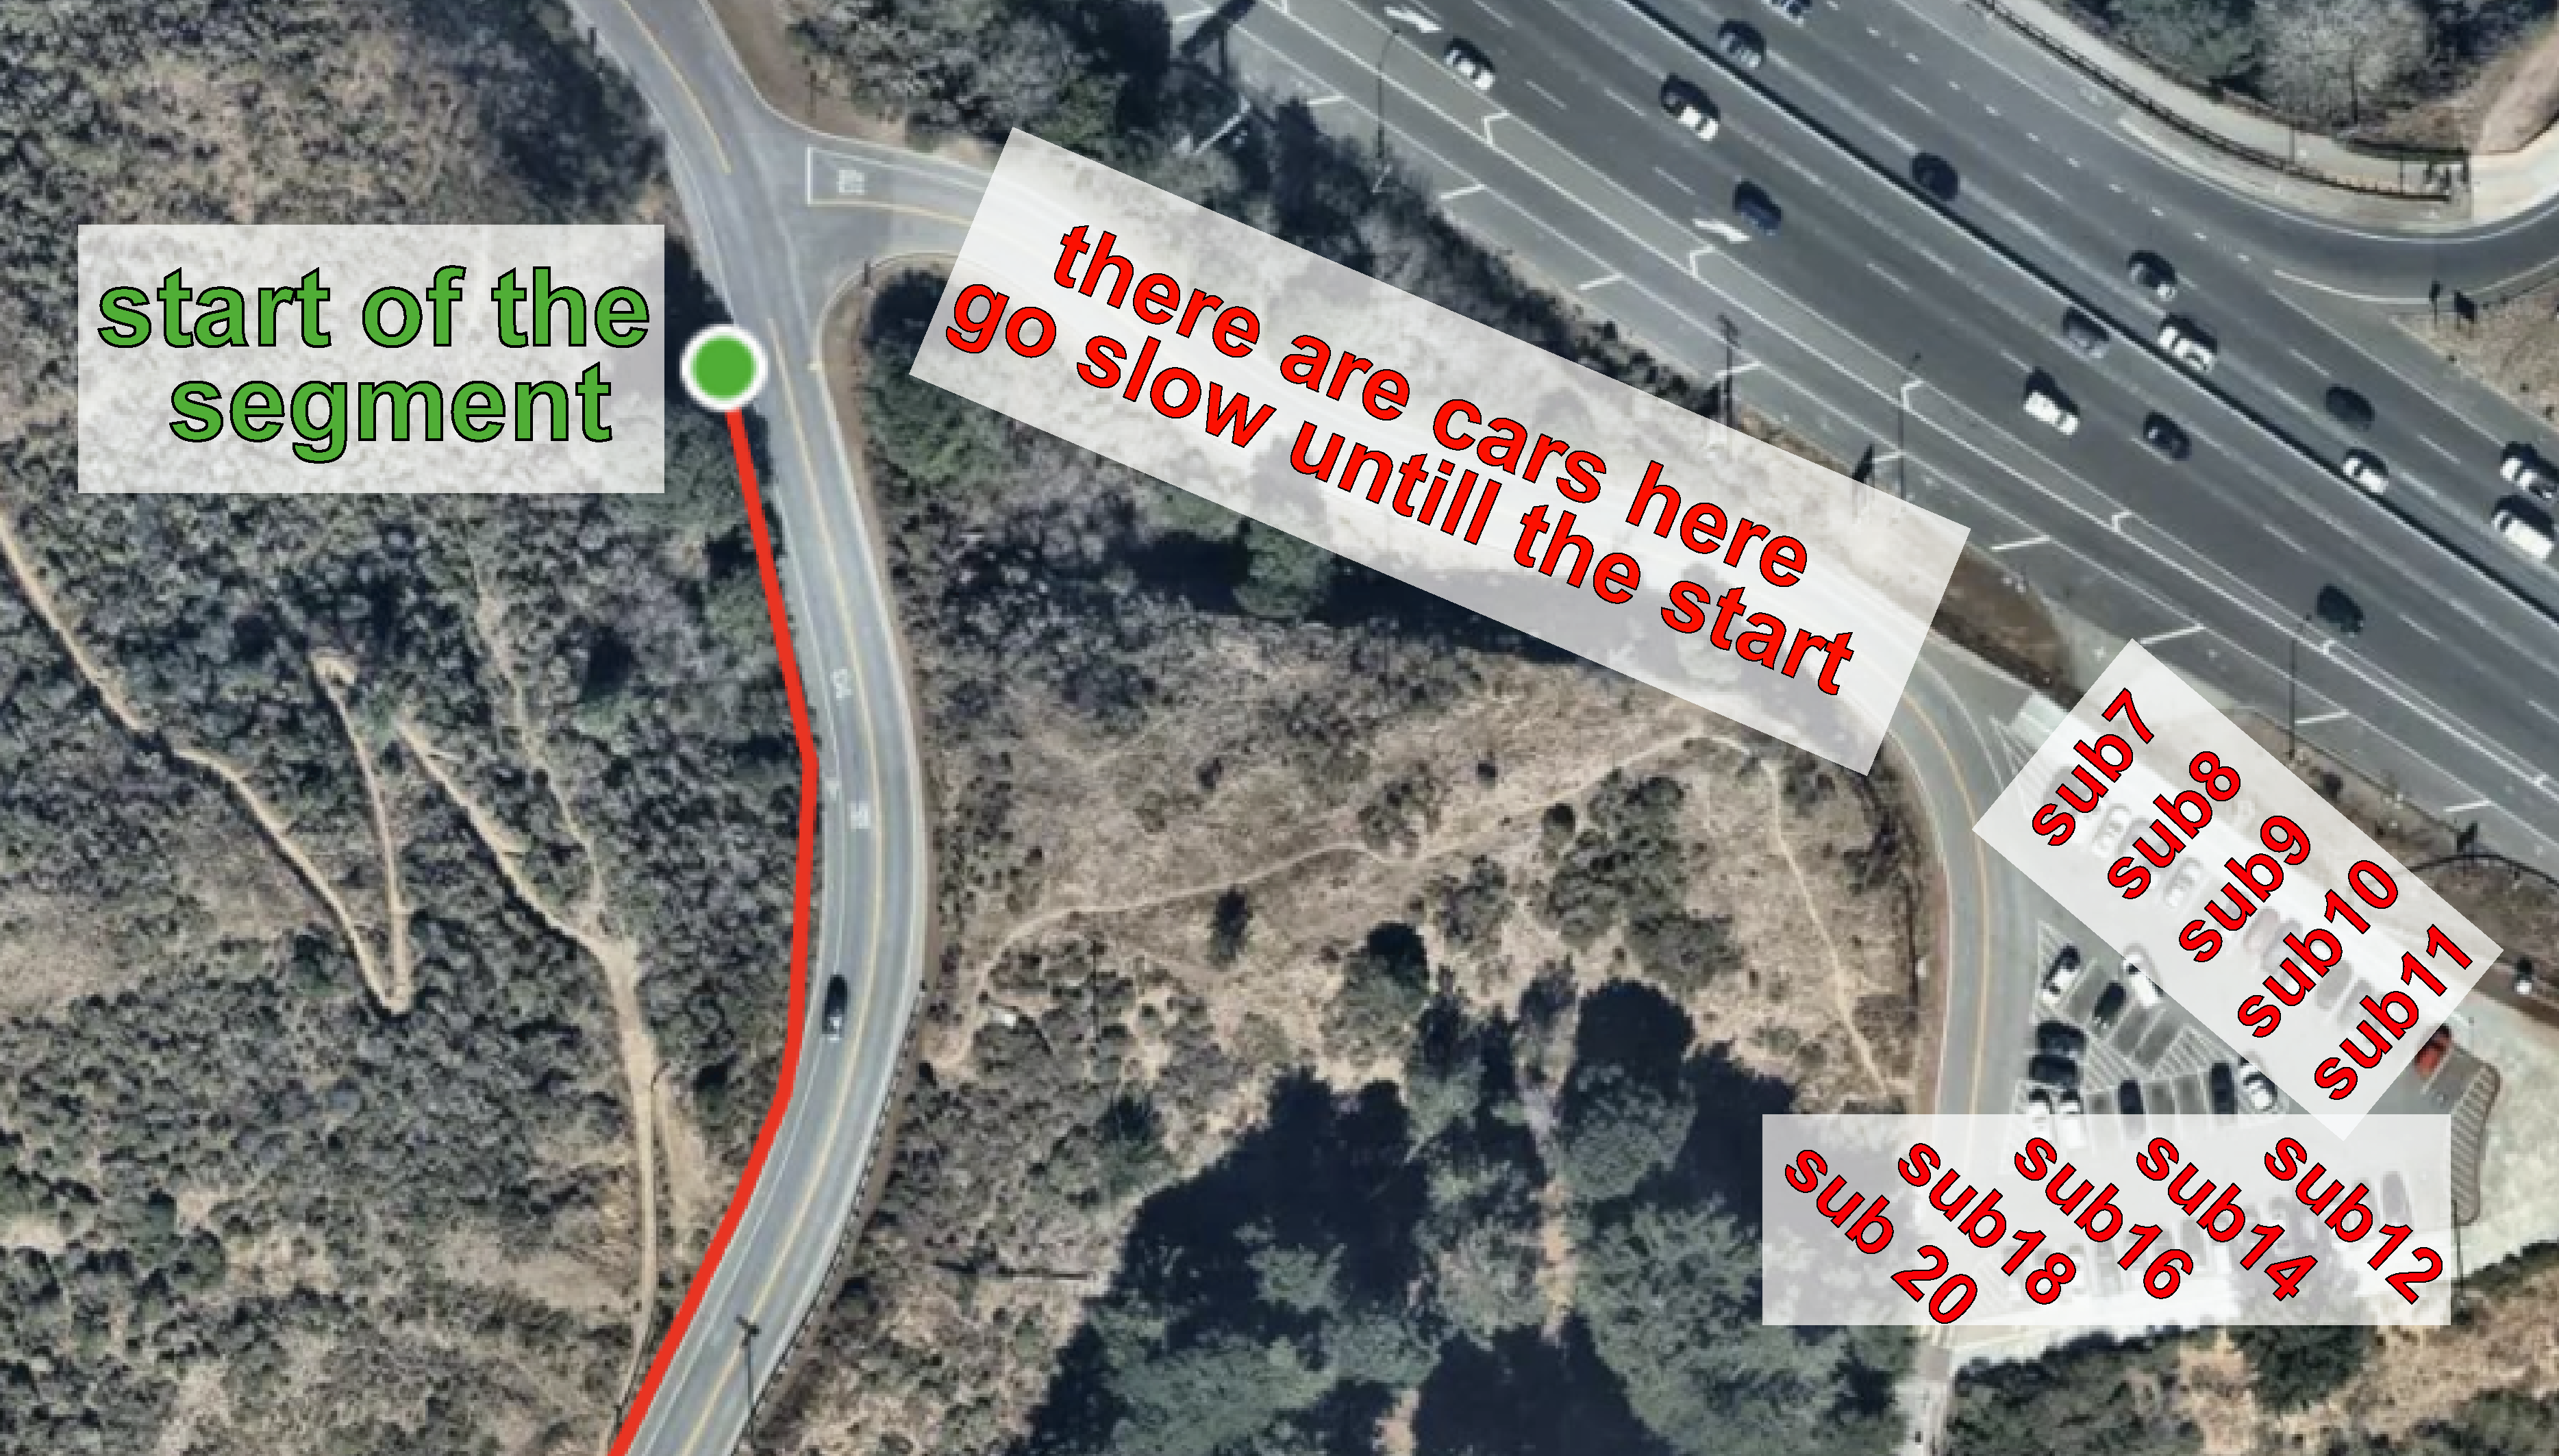 start of the
segment
there are cars here
go slow untill the start
sub7
sub8
sub9
sub10
sub11
sub 20
sub18
sub16
sub14
sub12